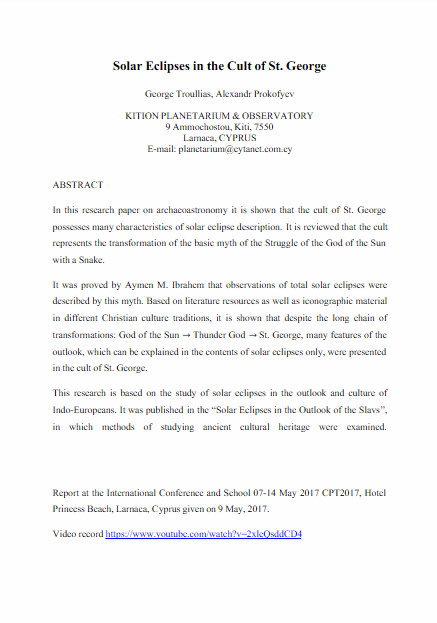 Solar Eclipses in the Cult of St. George
George Troullias, Alexandr Prokofyev
KITION PLANETARIUM & OBSERVATORY
9 Ammochostou, Kiti, 7550
Larnaca, CYPRUS
E-mail: planetarium@cytanet.com.cy
ABSTRACT
In this research paper on archaeoastronomy it is shown that the cult of St. George
possesses many characteristics of solar eclipse description. It is reviewed that the cult
represents the transformation of the basic myth of the Struggle of the God of the Sun
with a Snake.
It was proved by Aymen M. Ibrahem that observations of total solar eclipses were
described by this myth. Based on literature resources as well as iconographic material
in different Christian culture traditions, it is shown that despite the long chain of
transformations: God of the Sun → Thunder God → St. George, many features of the
outlook, which can be explained in the contents of solar eclipses only, were presented
in the cult of St. George.
This research is based on the study of solar eclipses in the outlook and culture of
Indo-Europeans. It was published in the “Solar Eclipses in the Outlook of the Slavs”,
in which methods of studying ancient cultural heritage were examined.
Report at the International Conference and School 07-14 May 2017 CPT2017, Hotel
Princess Beach, Larnaca, Cyprus given on 9 May, 2017.
Video record